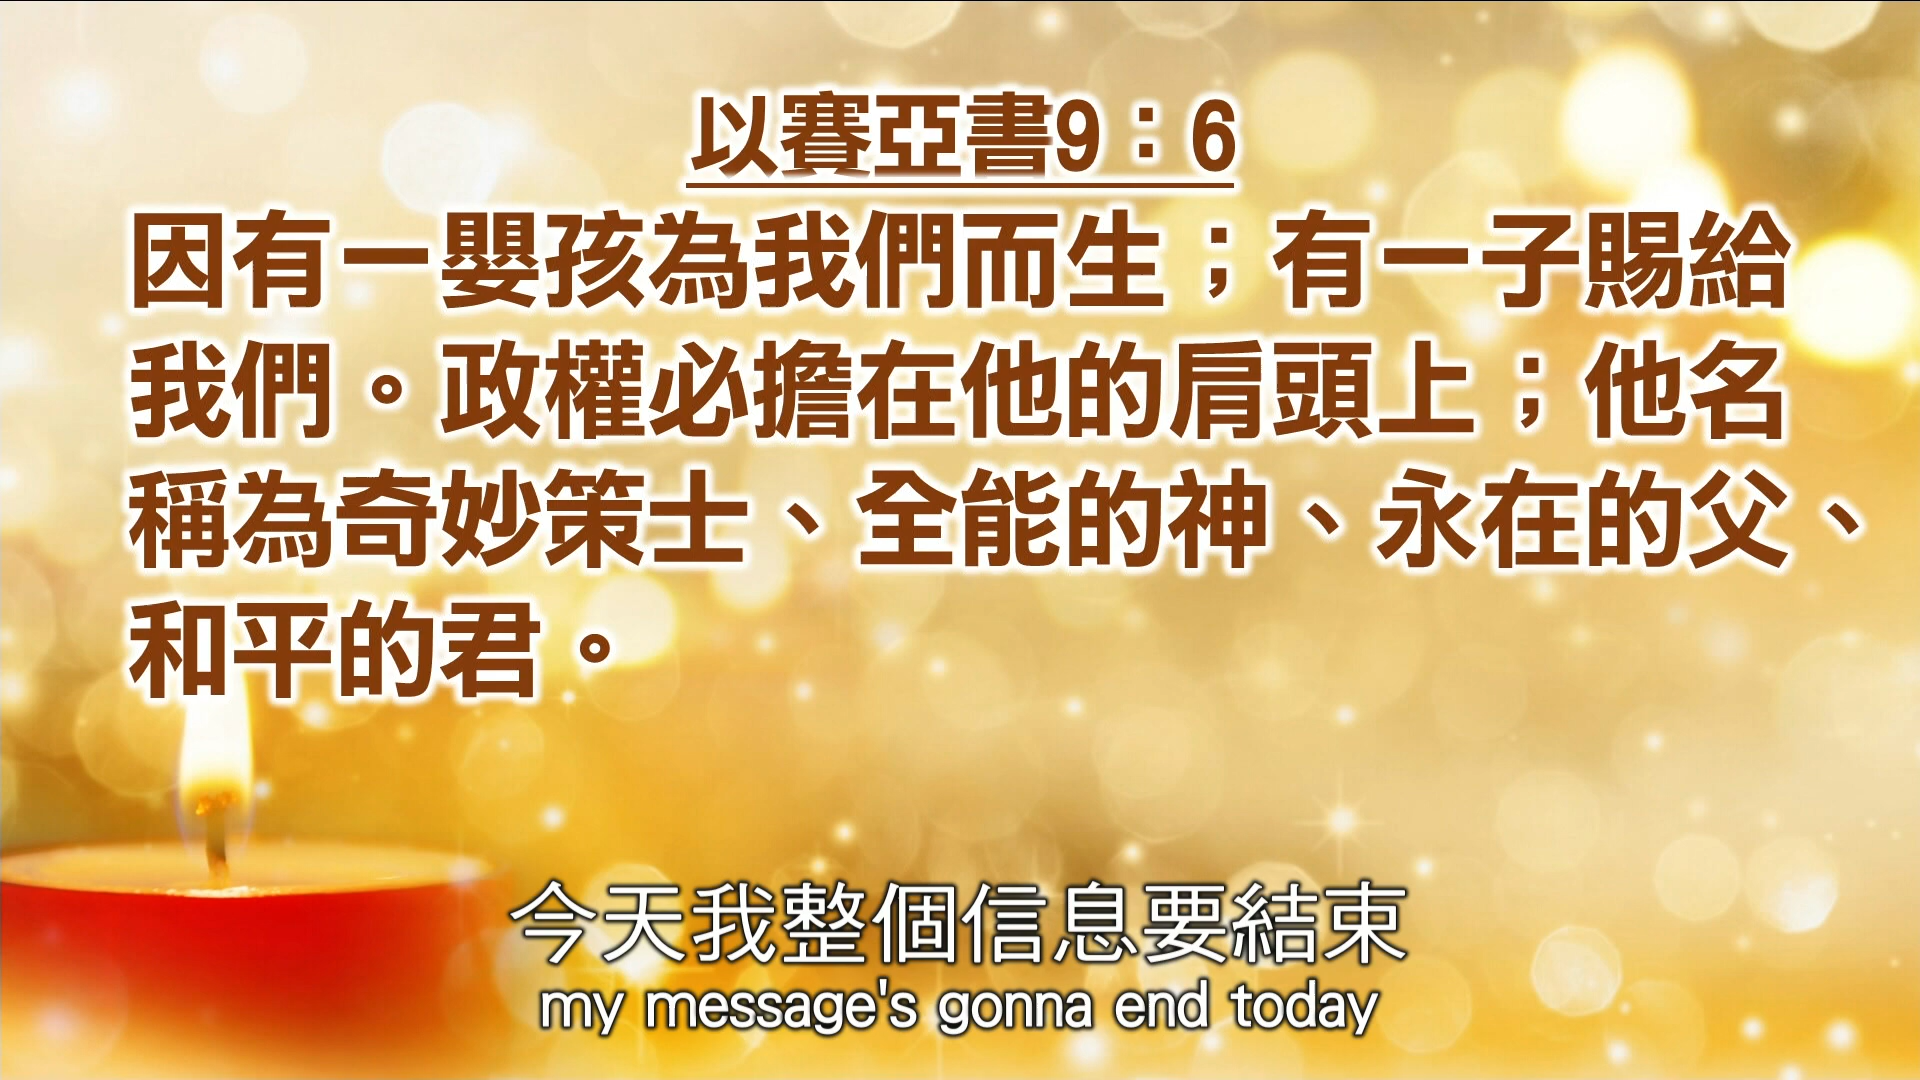 以賽亞書9：6
因有一嬰孩為我們而生；有一子賜給
我們。政權必擔在他的肩頭上；他名
稱為奇妙策士、全能的神、永在的父、
和平的君。
今天我整個信息要結束
my message's gonna end today